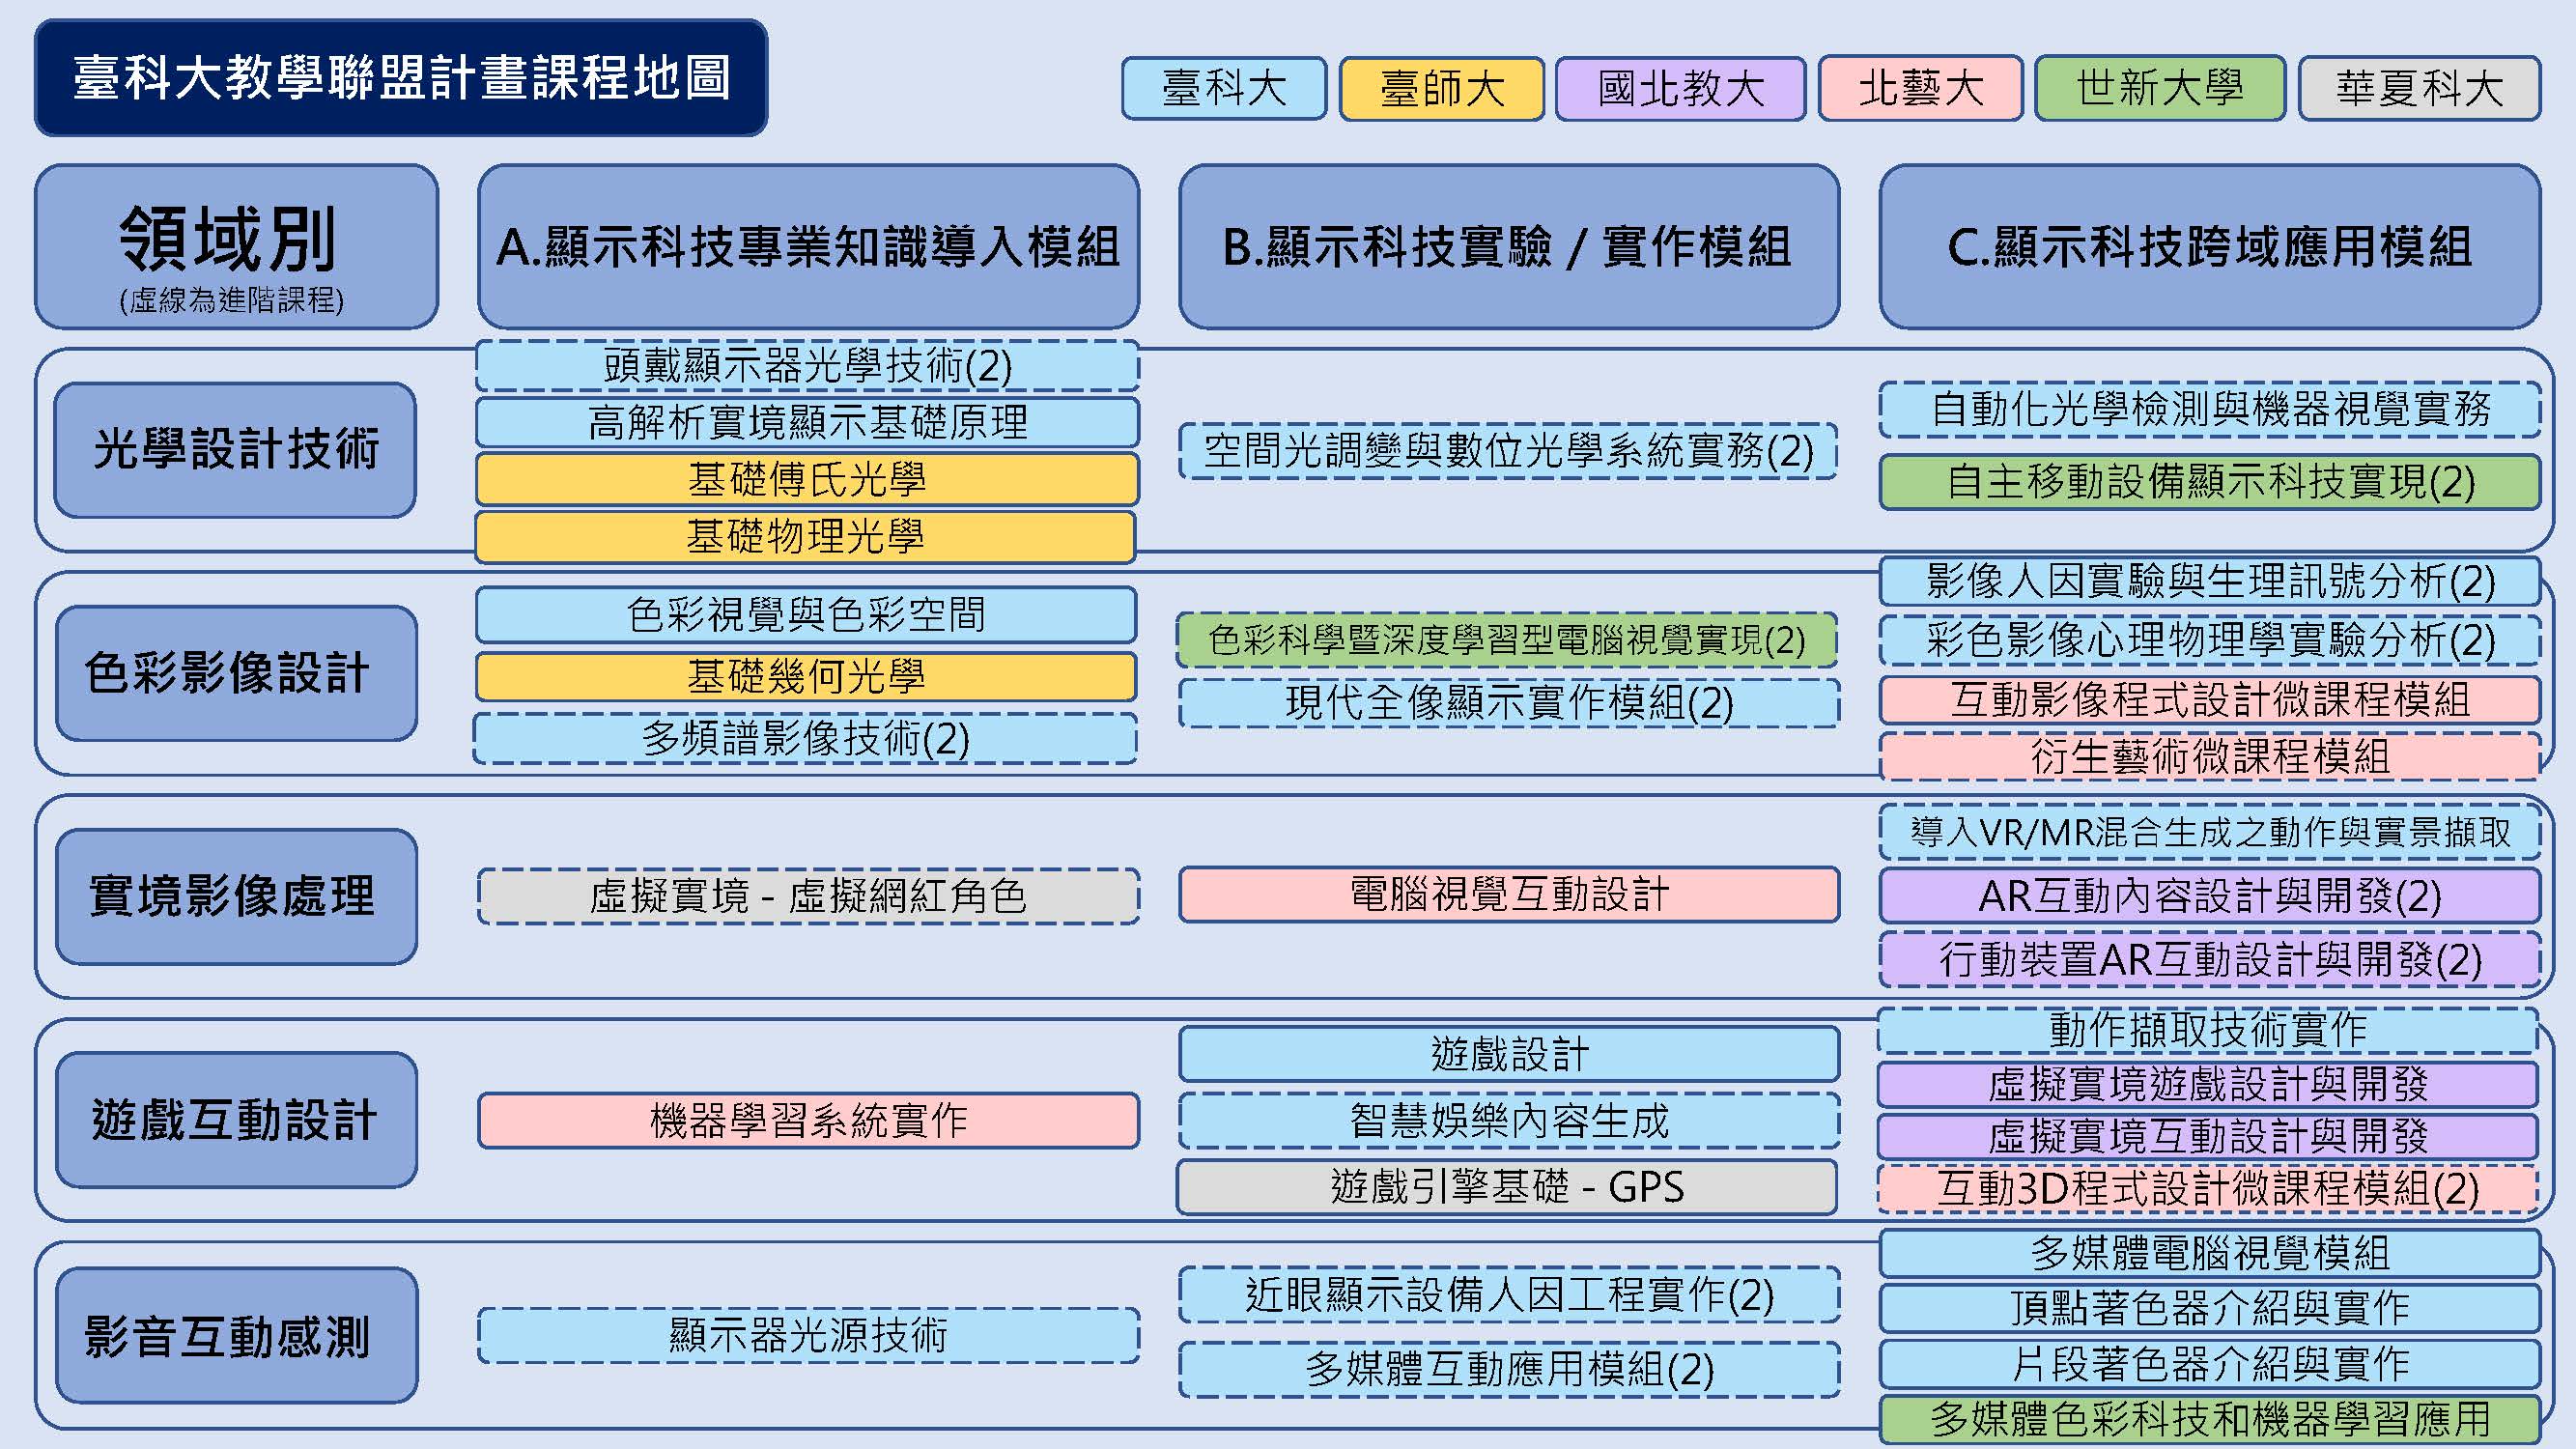 臺科大教學聯盟計畫課程地圖
臺科大
臺師大
國北教大
北藝大
世新大學
華夏科大
領域別
(虛線為進階課程)
A.顯示科技專業知識導入模組
B.顯示科技實驗 / 實作模組
C.顯示科技跨域應用模組
光學設計技術
頭戴顯示器光學技術(2)
高解析實境顯示基礎原理
基礎傅氏光學
基礎物理光學
空間光調變與數位光學系統實務(2)
自動化光學檢測與機器視覺實務
自主移動設備顯示科技實現(2)
色彩影像設計
色彩視覺與色彩空間
基礎幾何光學
多頻譜影像技術(2)
色彩科學暨深度學習型電腦視覺實現(2)
現代全像顯示實作模組(2)
影像人因實驗與生理訊號分析(2)
彩色影像心理物理學實驗分析(2)
互動影像程式設計微課程模組
衍生藝術微課程模組
實境影像處理
虛擬實境 - 虛擬網紅角色
電腦視覺互動設計
導入VR/MR混合生成之動作與實景擷取
AR互動內容設計與開發(2)
行動裝置AR互動設計與開發(2)
遊戲互動設計
機器學習系統實作
遊戲設計
智慧娛樂內容生成
遊戲引擎基礎 - GPS
動作擷取技術實作
虛擬實境遊戲設計與開發
虛擬實境互動設計與開發
互動3D程式設計微課程模組(2)
影音互動感測
顯示器光源技術
近眼顯示設備人因工程實作(2)
多媒體互動應用模組(2)
多媒體電腦視覺模組
頂點著色器介紹與實作
片段著色器介紹與實作
多媒體色彩科技和機器學習應用